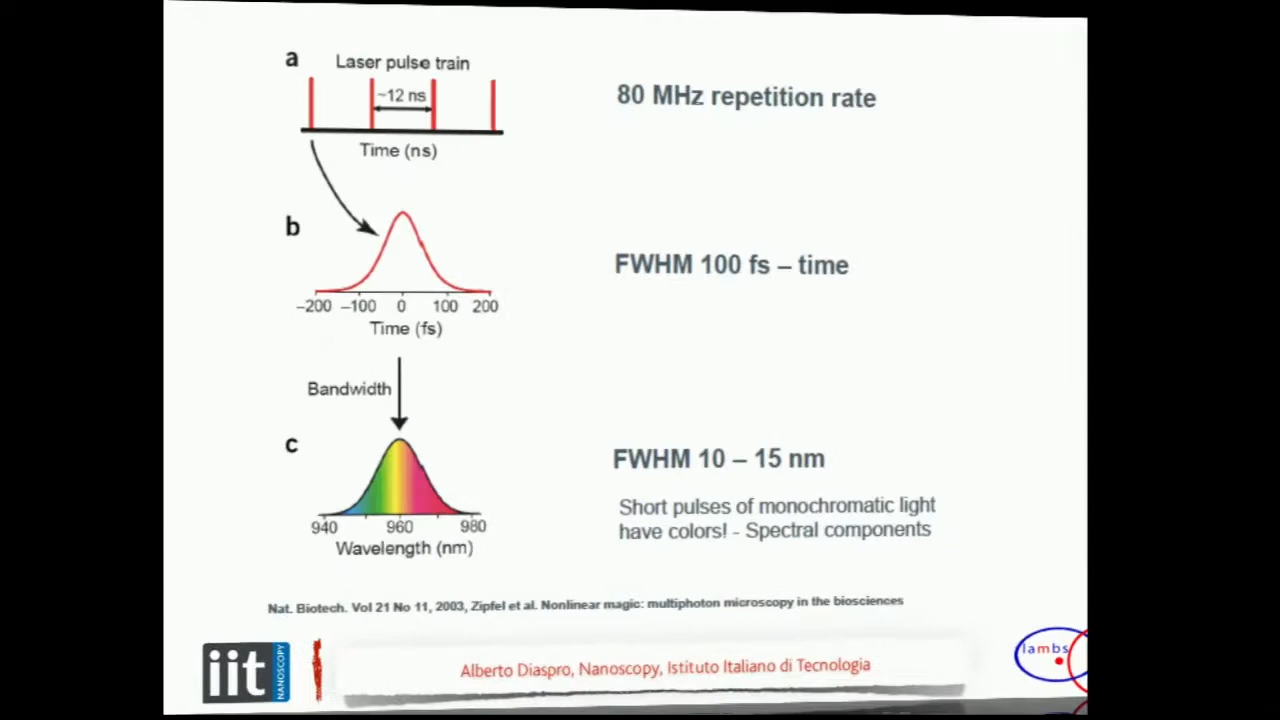 a
Laser pulse train
~12 ns
Time (ns)
80 MHz repetition rate
b
–200 –100 0 100 200
Time (fs)
FWHM 100 fs – time
Bandwidth
c
940 960 980
Wavelength (nm)
FWHM 10 – 15 nm
Short pulses of monochromatic light
have colors! - Spectral components
Nat. Biotech. Vol 21 No 11, 2003, Zipfel et al. Nonlinear magic: multiphoton microscopy in the biosciences
iit NANOSCOPY
Alberto Diaspro, Nanoscopy, Istituto Italiano di Tecnologia
lambs